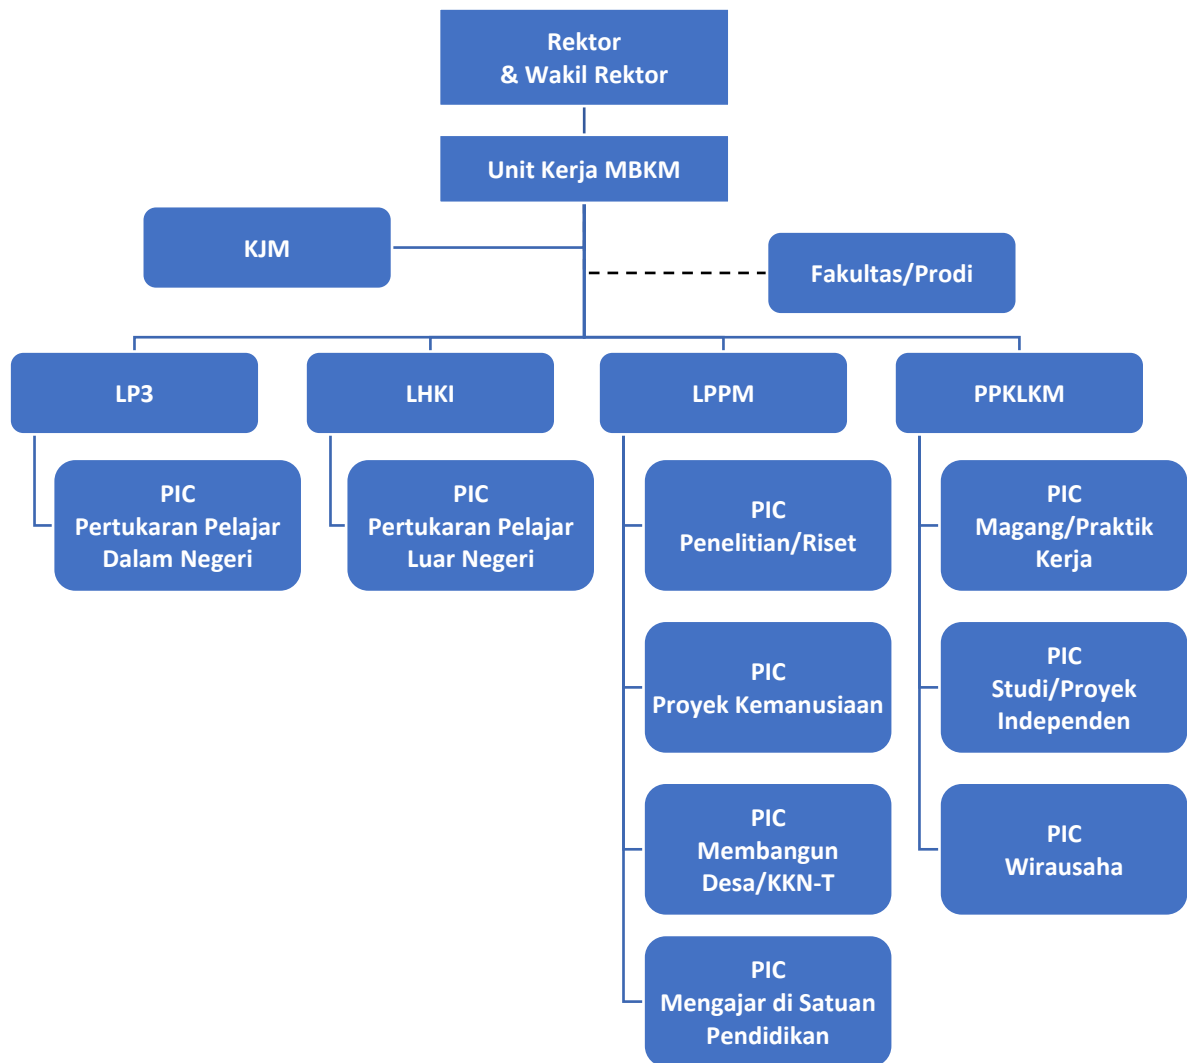 Rektor
& Wakil Rektor
Unit Kerja MBKM
KJM
Fakultas/Prodi
LP3
LHKI
LPPM
PPKLKM
PIC
Pertukaran Pelajar
Dalam Negeri
PIC
Pertukaran Pelajar
Luar Negeri
PIC
Penelitian/Riset
PIC
Magang/Praktik
Kerja
PIC
Proyek Kemanusiaan
PIC
Studi/Proyek
Independen
PIC
Membangun
Desa/KKN-T
PIC
Wirausaha
PIC
Mengajar di Satuan
Pendidikan